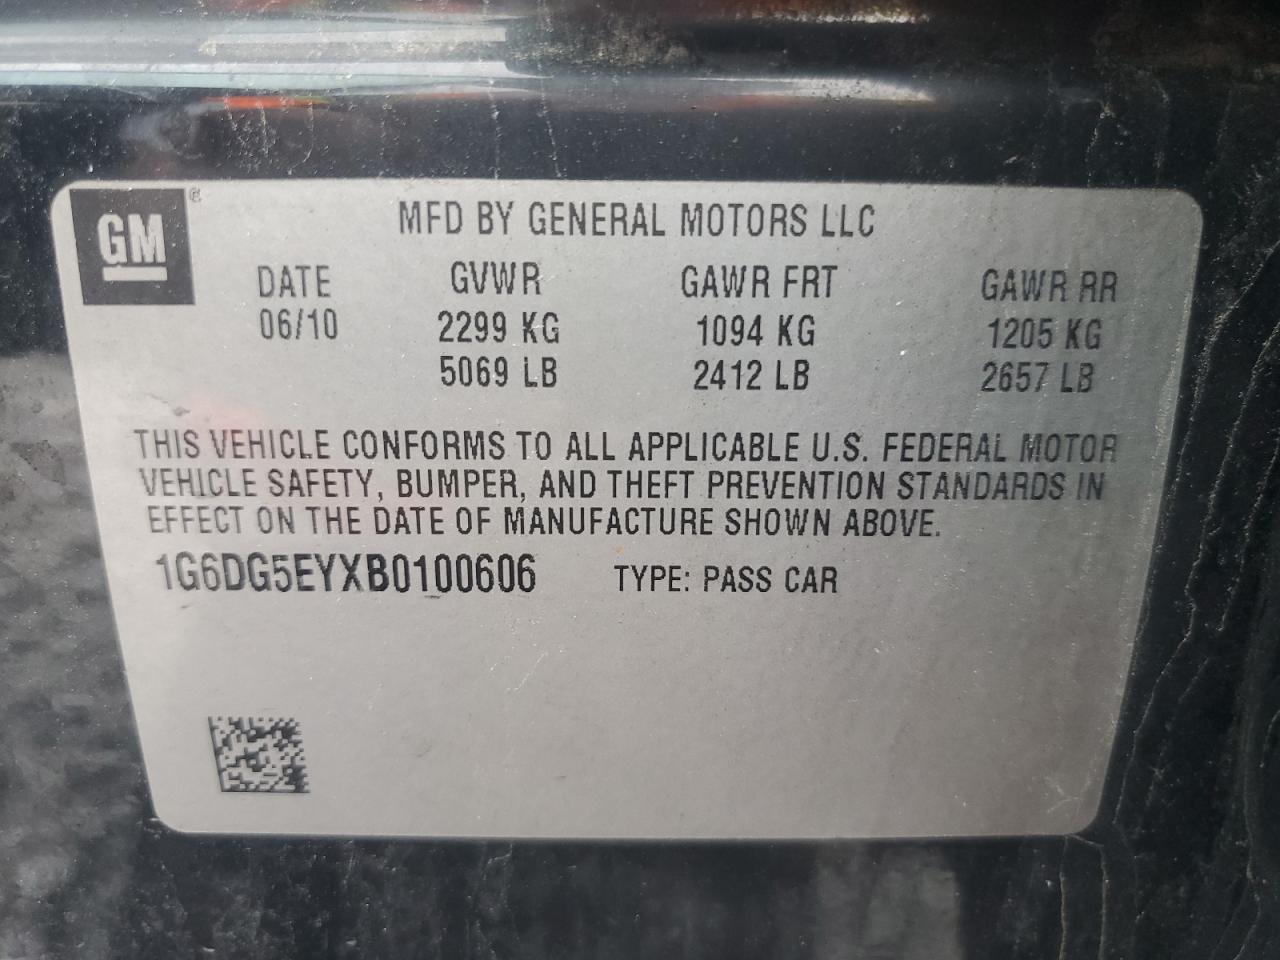 GM
MFD BY GENERAL MOTORS LLC
DATE GVWR GAWR FRT GAWR RR
06/10 2299 KG 1094 KG 1205 KG
5069 LB 2412 LB 2657 LB
THIS VEHICLE CONFORMS TO ALL APPLICABLE U.S. FEDERAL MOTOR
VEHICLE SAFETY, BUMPER, AND THEFT PREVENTION STANDARDS IN
EFFECT ON THE DATE OF MANUFACTURE SHOWN ABOVE.
1G6DG5EYXB0100606 TYPE: PASS CAR